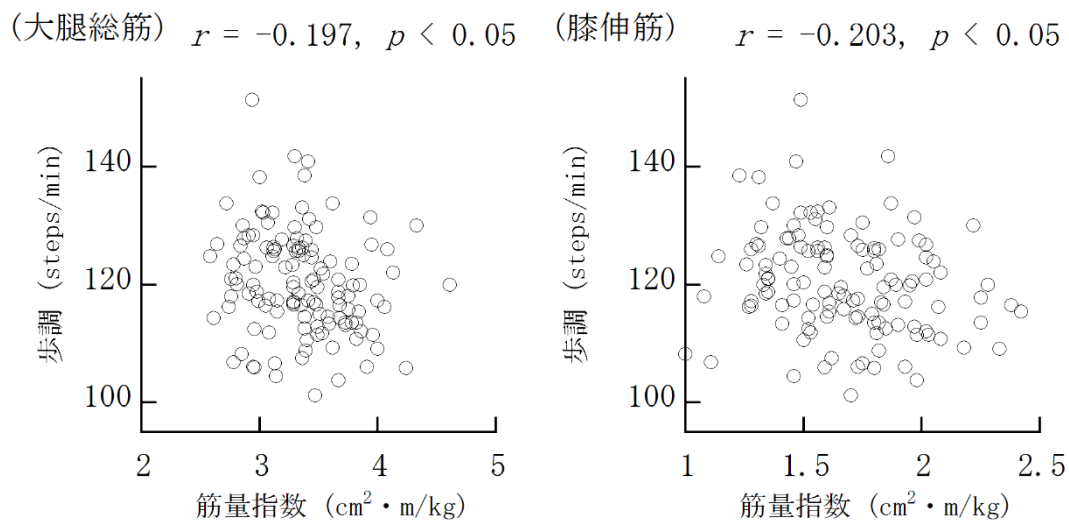 (大腿総筋) r = -0.197, p < 0.05
歩調 (steps/min)
140
120
100
2 3 4 5
筋量指数 (cm²・m/kg)
(膝伸筋) r = -0.203, p < 0.05
歩調 (steps/min)
140
120
100
1 1.5 2 2.5
筋量指数 (cm²・m/kg)